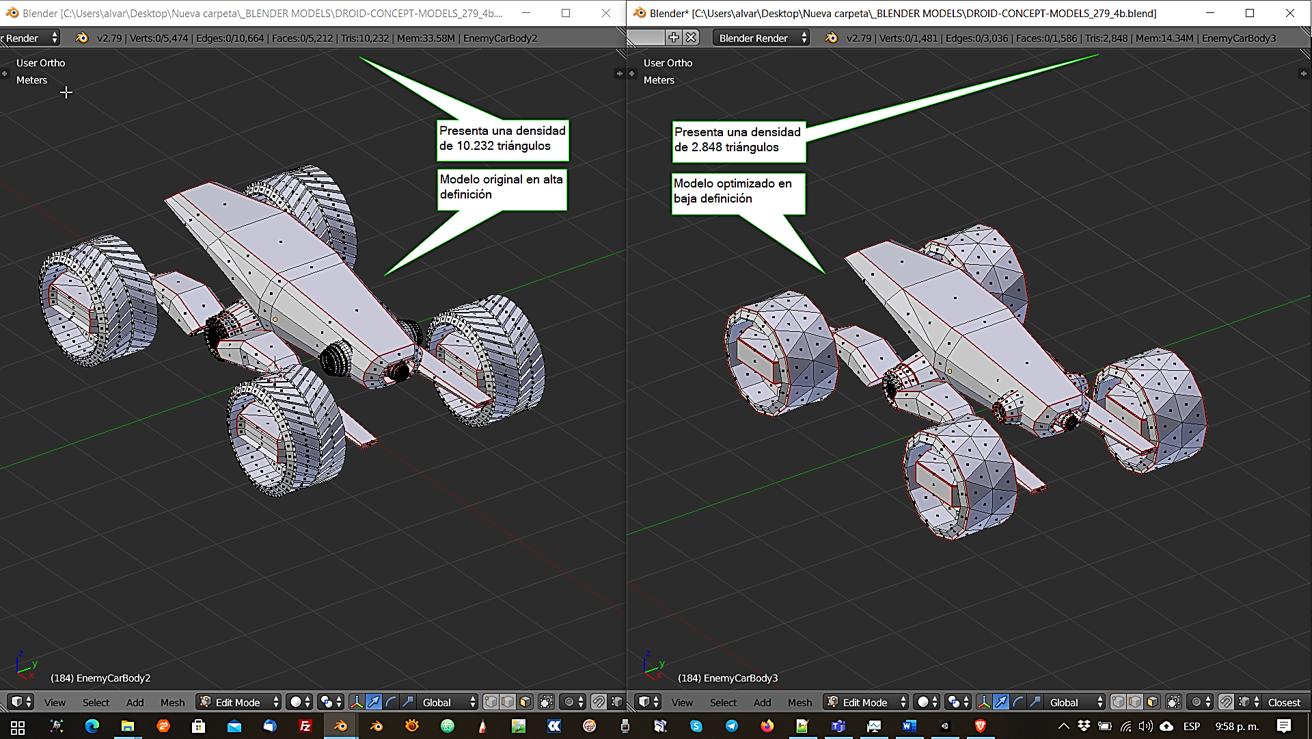 Blender [C:\Users\alvar\Desktop\Nueva carpeta\_BLENDER MODELS\DROID-CONCEPT-MODELS_279_4b....
Blender* [C:\Users\alvar\Desktop\Nueva carpeta\_BLENDER MODELS\DROID-CONCEPT-MODELS_279_4b.blend]
r Render
v2.79 | Verts:0/5,474 | Edges:0/10,664 | Faces:0/5,212 | Tris:10,232 | Mem:33.58M | EnemyCarBody2
Blender Render
v2.79 | Verts:0/1,481 | Edges:0/3,036 | Faces:0/1,586 | Tris:2,848 | Mem:14.34M | EnemyCarBody3
User Ortho
Meters
Presenta una densidad
de 10.232 triángulos
Modelo original en alta
definición
z
y
x
(184) EnemyCarBody2
View
Select
Add
Mesh
Edit Mode
Global
User Ortho
Meters
Presenta una densidad
de 2.848 triángulos
Modelo optimizado en
baja definición
z
y
x
(184) EnemyCarBody3
View
Select
Add
Mesh
Edit Mode
Global
Closest
ESP
9:58 p. m.